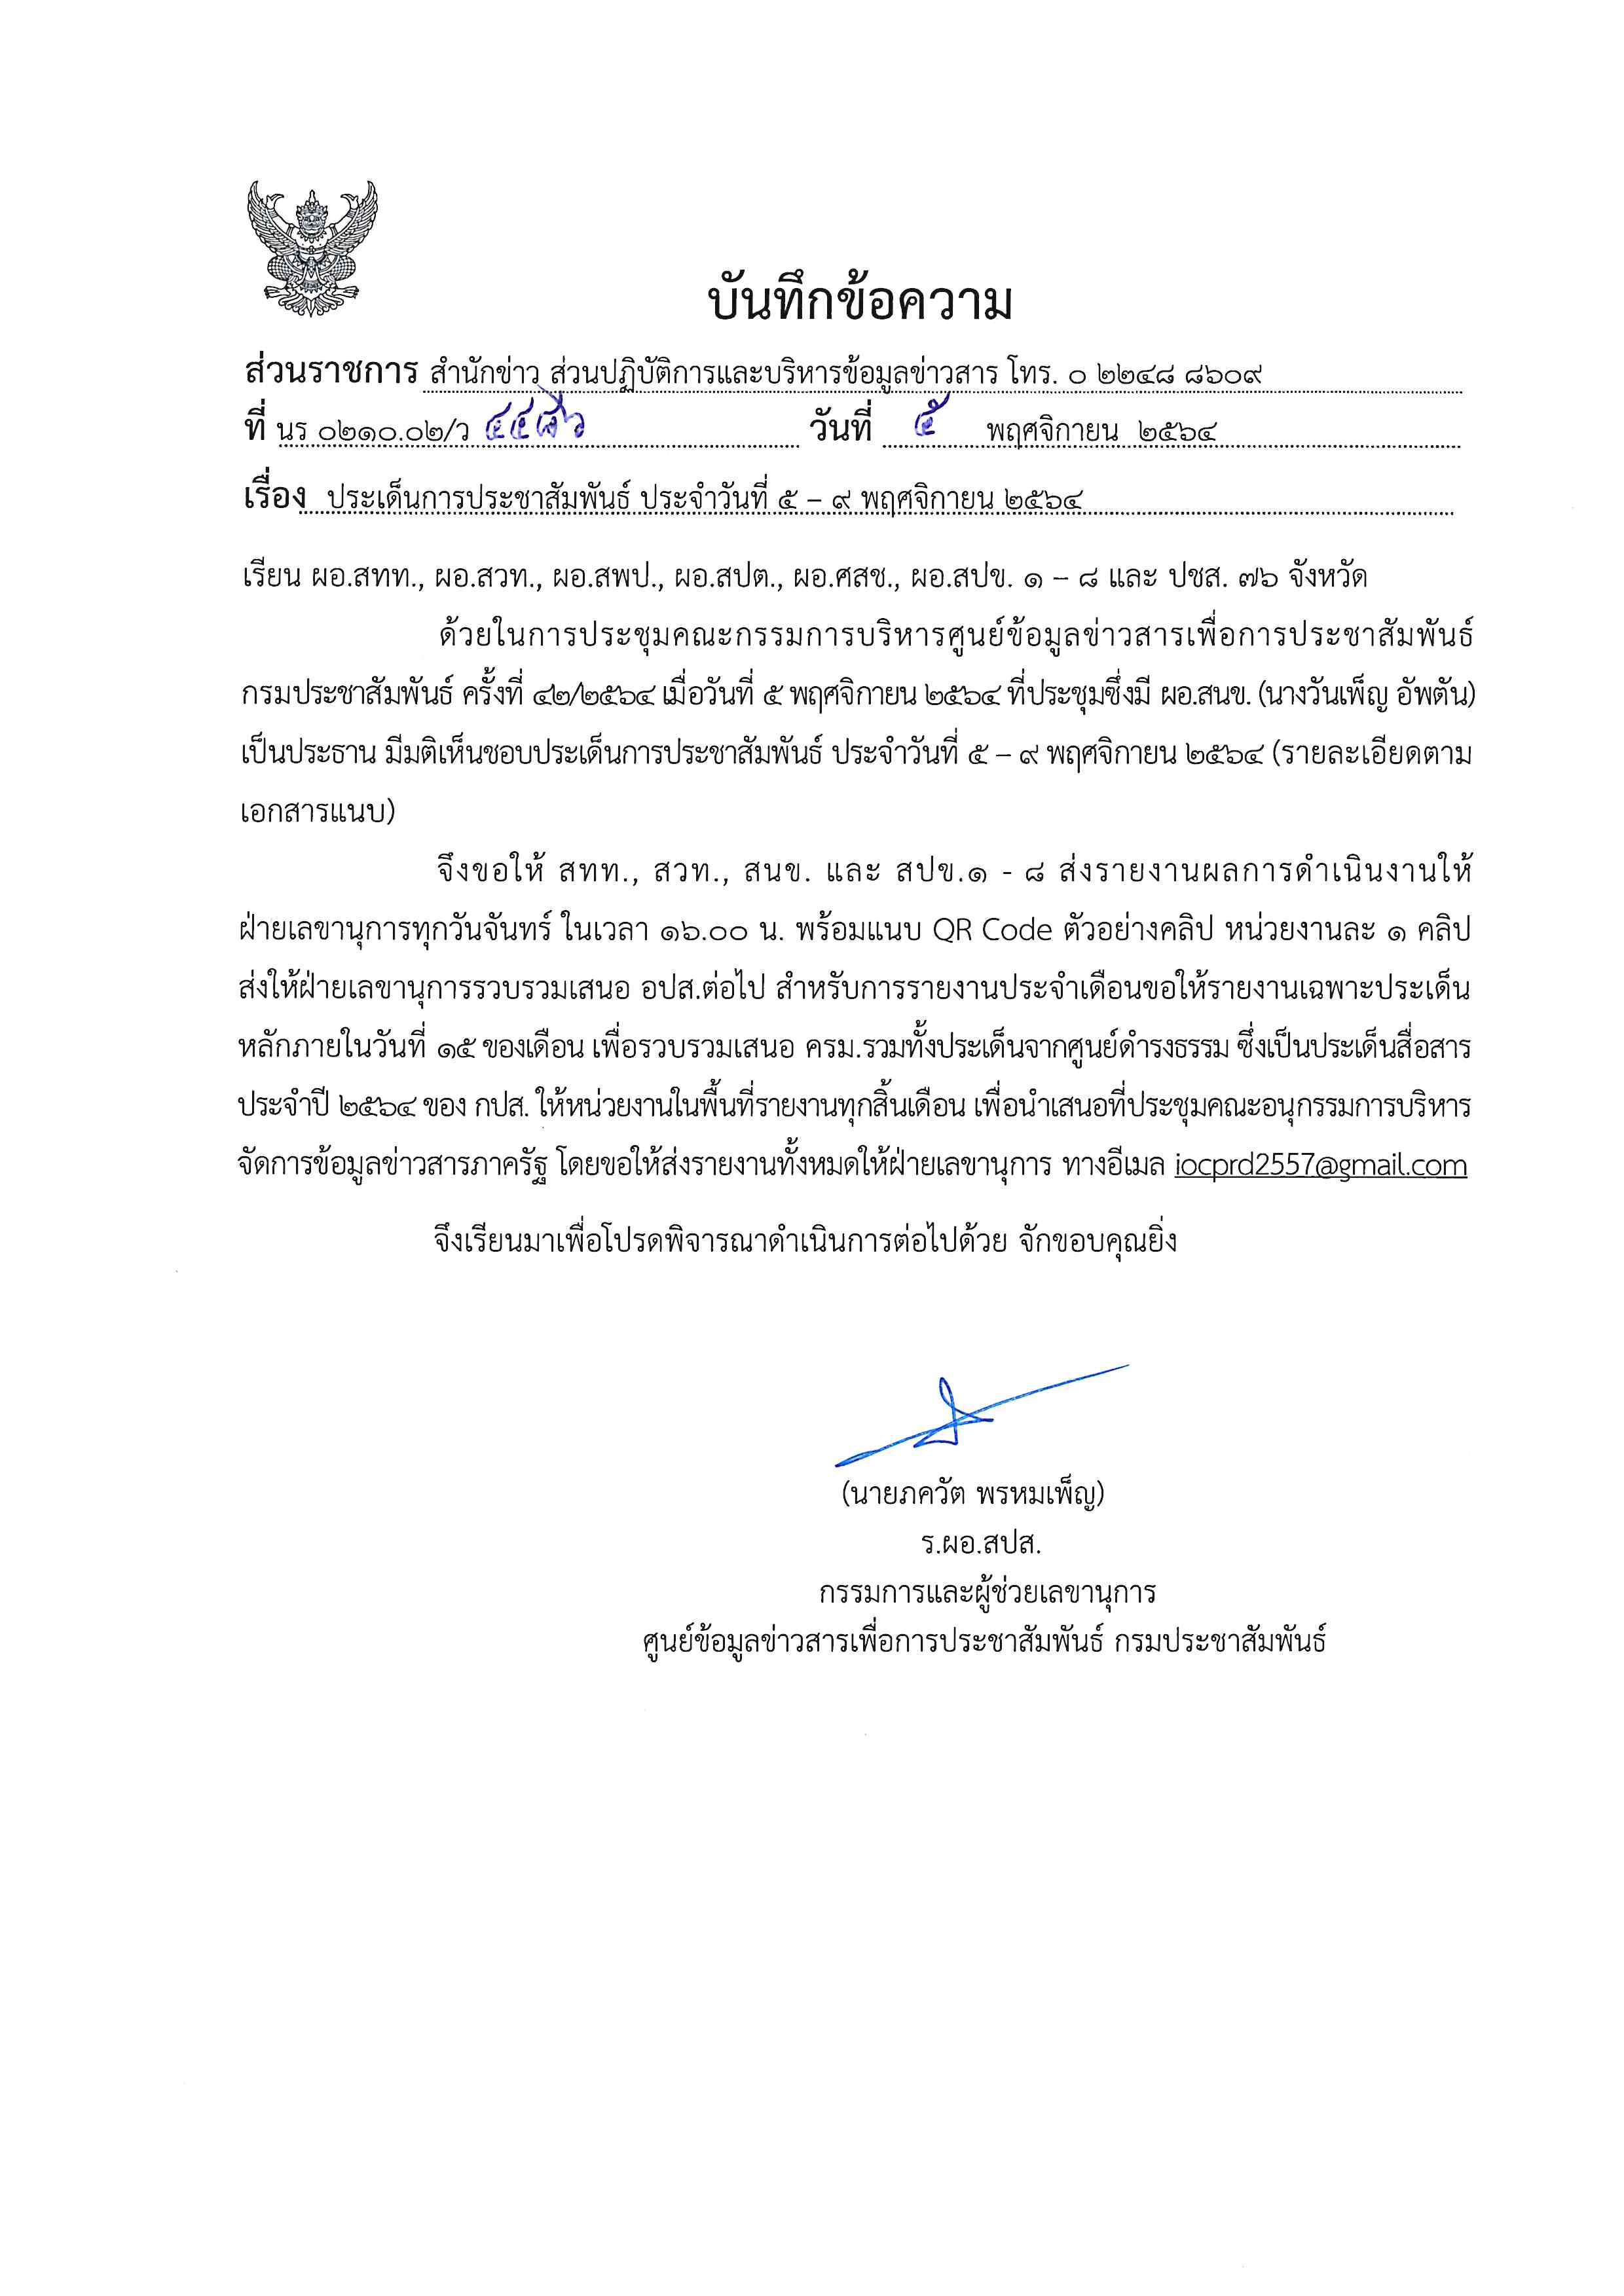 บันทึกข้อความ
ส่วนราชการ สำนักข่าว ส่วนปฏิบัติการและบริหารข้อมูลข่าวสาร โทร. ๐ ๒๒๔๘ ๘๖๐๙
ที่ นร ๐๒๑๐.๐๒/ว วันที่ ๕ พฤศจิกายน ๒๕๖๔
เรื่อง ประเด็นการประชาสัมพันธ์ ประจำวันที่ ๕ – ๙ พฤศจิกายน ๒๕๖๔
เรียน ผอ.สทท., ผอ.สวท., ผอ.สพป., ผอ.สปต., ผอ.ศสช., ผอ.สปข. ๑ – ๘ และ ปชส. ๗๖ จังหวัด
ด้วยในการประชุมคณะกรรมการบริหารศูนย์ข้อมูลข่าวสารเพื่อการประชาสัมพันธ์
กรมประชาสัมพันธ์ ครั้งที่ ๔๒/๒๕๖๔ เมื่อวันที่ ๕ พฤศจิกายน ๒๕๖๔ ที่ประชุมซึ่งมี ผอ.สนข. (นางวันเพ็ญ อัพตัน)
เป็นประธาน มีมติเห็นชอบประเด็นการประชาสัมพันธ์ ประจำวันที่ ๕ – ๙ พฤศจิกายน ๒๕๖๔ (รายละเอียดตาม
เอกสารแนบ)
จึงขอให้ สทท., สวท., สนข. และ สปข.๑ - ๘ ส่งรายงานผลการดำเนินงานให้
ฝ่ายเลขานุการทุกวันจันทร์ ในเวลา ๑๖.๐๐ น. พร้อมแนบ QR Code ตัวอย่างคลิป หน่วยงานละ ๑ คลิป
ส่งให้ฝ่ายเลขานุการรวบรวมเสนอ อปส.ต่อไป สำหรับการรายงานประจำเดือนขอให้รายงานเฉพาะประเด็น
หลักภายในวันที่ ๑๕ ของเดือน เพื่อรวบรวมเสนอ ครม.รวมทั้งประเด็นจากศูนย์ดำรงธรรม ซึ่งเป็นประเด็นสื่อสาร
ประจำปี ๒๕๖๔ ของ กปส. ให้หน่วยงานในพื้นที่รายงานทุกสิ้นเดือน เพื่อนำเสนอที่ประชุมคณะอนุกรรมการบริหาร
จัดการข้อมูลข่าวสารภาครัฐ โดยขอให้ส่งรายงานทั้งหมดให้ฝ่ายเลขานุการ ทางอีเมล iocprd2557@gmail.com
จึงเรียนมาเพื่อโปรดพิจารณาดำเนินการต่อไปด้วย จักขอบคุณยิ่ง
(นายภควัต พรหมเพ็ญ)
ร.ผอ.สปส.
กรรมการและผู้ช่วยเลขานุการ
ศูนย์ข้อมูลข่าวสารเพื่อการประชาสัมพันธ์ กรมประชาสัมพันธ์